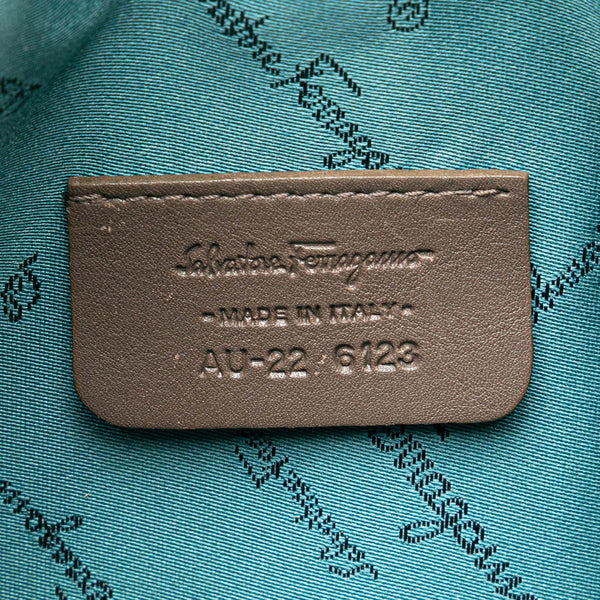 Salvatore Ferragamo
-MADE IN ITALY-
AU-22 6123